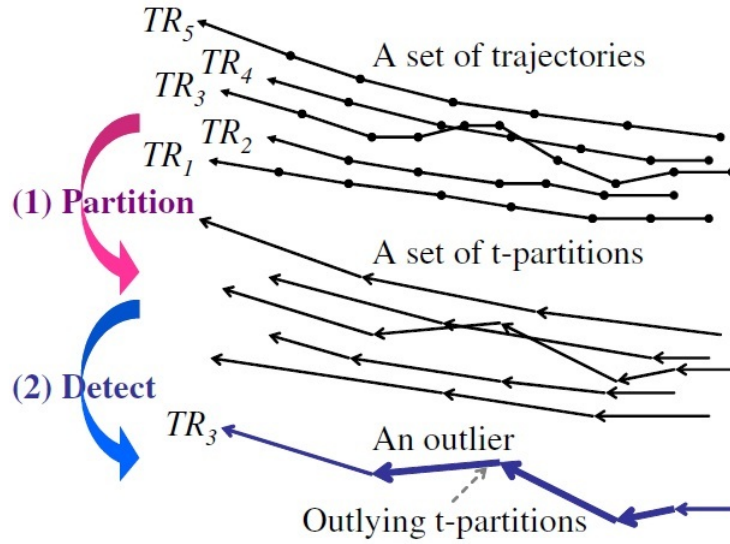 TR5
A set of trajectories
TR4
TR3
TR2
TR1
(1) Partition
A set of t-partitions
(2) Detect
TR3
An outlier
Outlying t-partitions